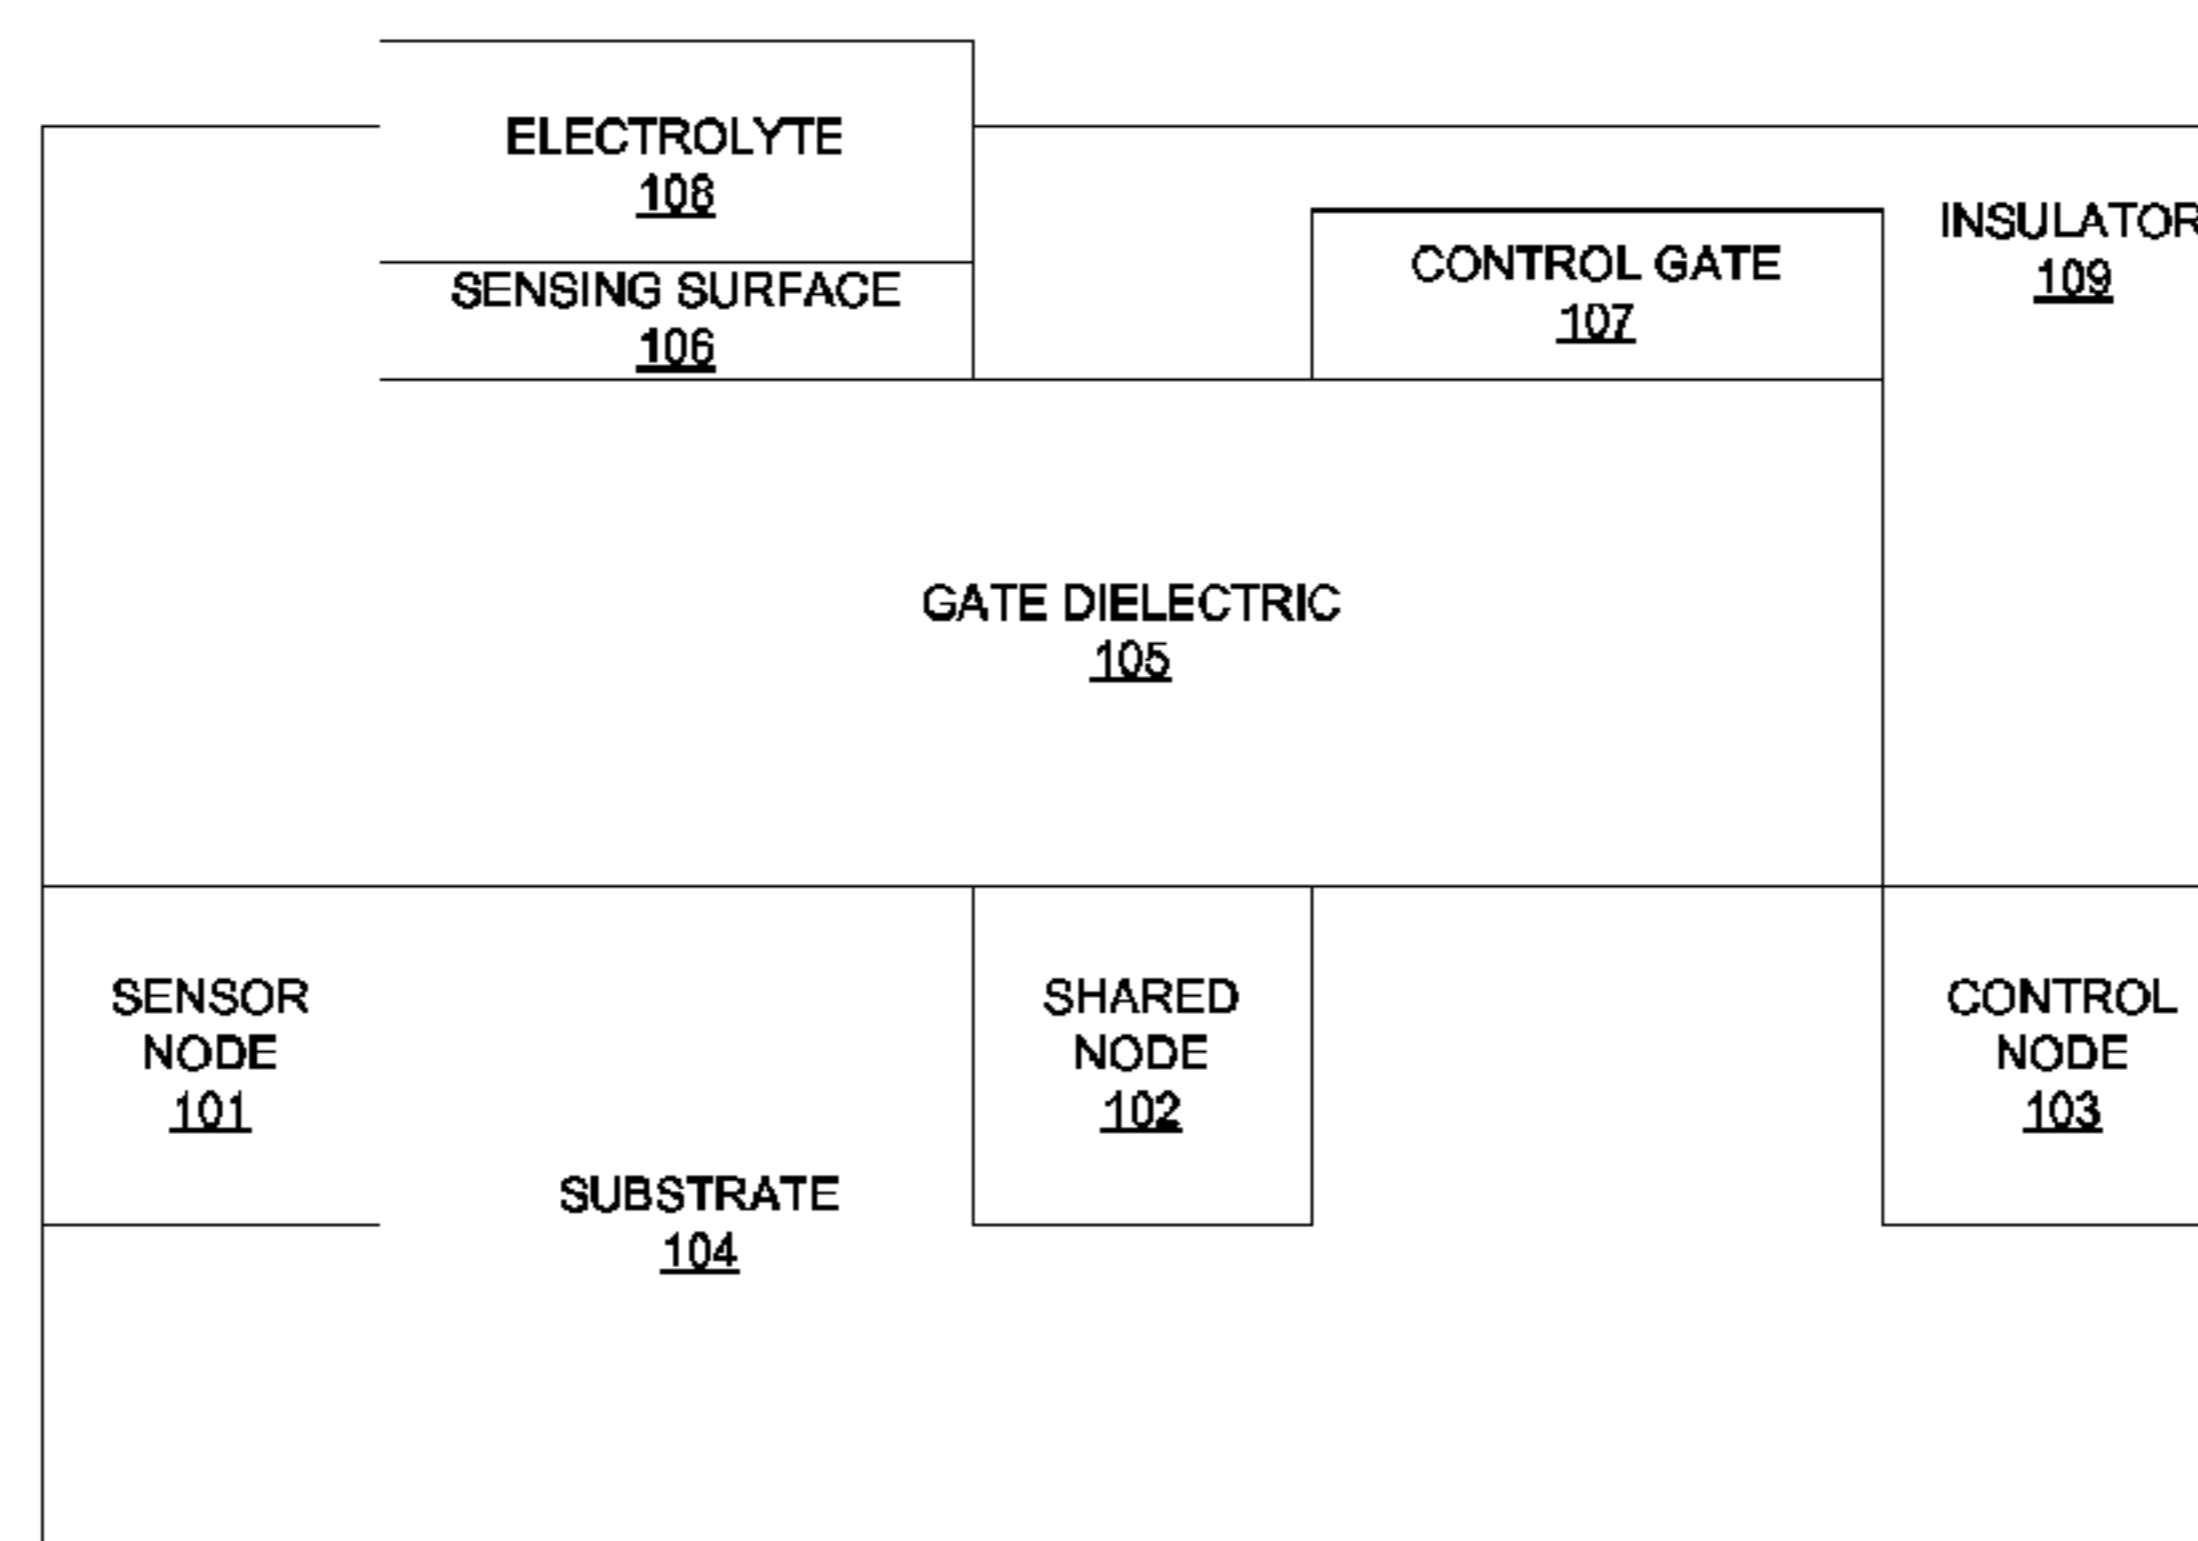 ELECTROLYTE
108
SENSING SURFACE
106
CONTROL GATE
107
INSULATOR
109
GATE DIELECTRIC
105
SENSOR
NODE
101
SHARED
NODE
102
CONTROL
NODE
103
SUBSTRATE
104